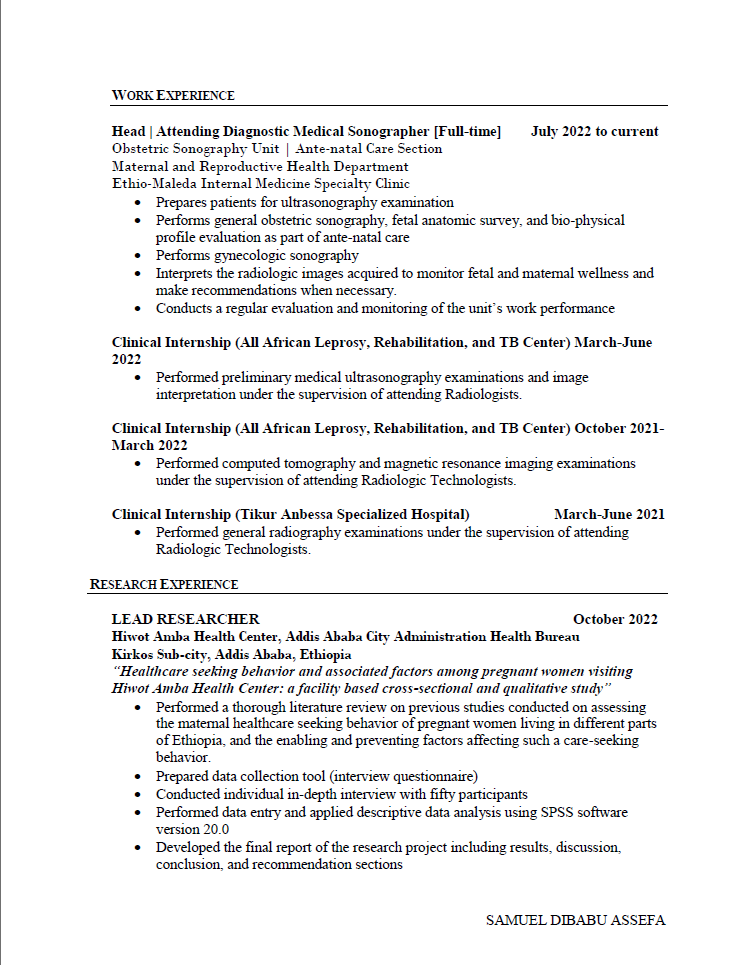 WORK EXPERIENCE
Head | Attending Diagnostic Medical Sonographer [Full-time] July 2022 to current
Obstetric Sonography Unit | Ante-natal Care Section
Maternal and Reproductive Health Department
Ethio-Maleda Internal Medicine Specialty Clinic
• Prepares patients for ultrasonography examination
• Performs general obstetric sonography, fetal anatomic survey, and bio-physical
profile evaluation as part of ante-natal care
• Performs gynecologic sonography
• Interprets the radiologic images acquired to monitor fetal and maternal wellness and
make recommendations when necessary.
• Conducts a regular evaluation and monitoring of the unit’s work performance
Clinical Internship (All African Leprosy, Rehabilitation, and TB Center) March-June
2022
• Performed preliminary medical ultrasonography examinations and image
interpretation under the supervision of attending Radiologists.
Clinical Internship (All African Leprosy, Rehabilitation, and TB Center) October 2021-
March 2022
• Performed computed tomography and magnetic resonance imaging examinations
under the supervision of attending Radiologic Technologists.
Clinical Internship (Tikur Anbessa Specialized Hospital) March-June 2021
• Performed general radiography examinations under the supervision of attending
Radiologic Technologists.
RESEARCH EXPERIENCE
LEAD RESEARCHER October 2022
Hiwot Amba Health Center, Addis Ababa City Administration Health Bureau
Kirkos Sub-city, Addis Ababa, Ethiopia
“Healthcare seeking behavior and associated factors among pregnant women visiting
Hiwot Amba Health Center: a facility based cross-sectional and qualitative study”
• Performed a thorough literature review on previous studies conducted on assessing
the maternal healthcare seeking behavior of pregnant women living in different parts
of Ethiopia, and the enabling and preventing factors affecting such a care-seeking
behavior.
• Prepared data collection tool (interview questionnaire)
• Conducted individual in-depth interview with fifty participants
• Performed data entry and applied descriptive data analysis using SPSS software
version 20.0
• Developed the final report of the research project including results, discussion,
conclusion, and recommendation sections
SAMUEL DIBABU ASSEFA